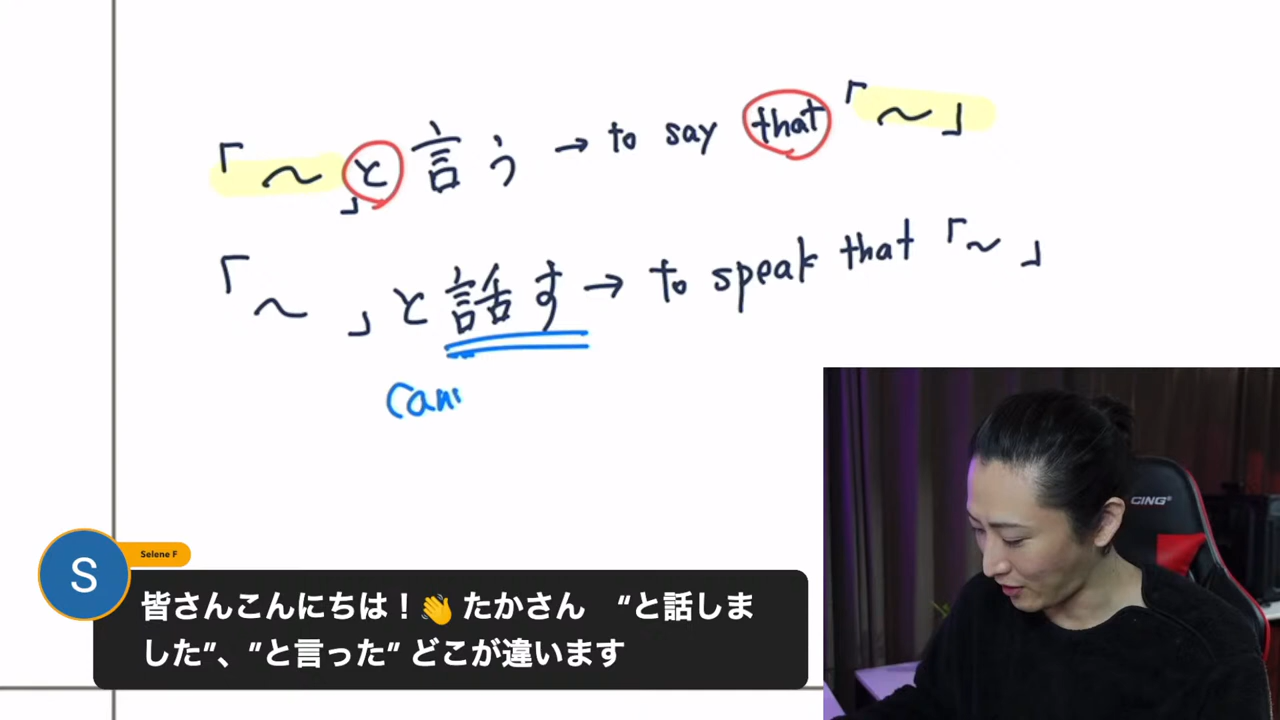 「～」と言う → to say that 「～」
「～」と話す → to speak that 「～」
can
Selene F
S
皆さんこんにちは！👋 たかさん　“と話しま
した”、”と言った” どこが違います
CING®